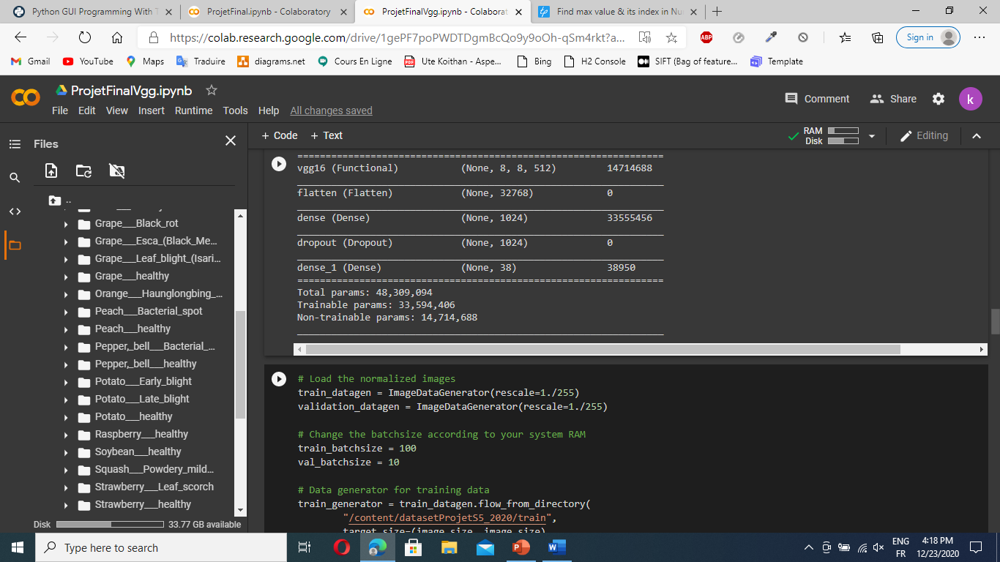 Python GUI Programming With T
ProjetFinal.ipynb - Colaboratory
ProjetFinalVgg.ipynb - Colaborat
Find max value & its index in Nu
https://colab.research.google.com/drive/1gePF7poPWDTDgmBcQo9y9oOh-qSm4rkt?a...
ABP
Sign in
Gmail
YouTube
Maps
Traduire
diagrams.net
Cours En Ligne
PDF
Ute Koithan - Aspe...
Bing
H2 Console
SIFT (Bag of feature...
Template
ProjetFinalVgg.ipynb
File Edit View Insert Runtime Tools Help All changes saved
Comment
Share
k
Files
+ Code + Text
RAM
Disk
Editing
..
Grape___Black_rot
Grape___Esca_(Black_Me...
Grape___Leaf_blight_(Isari...
Grape___healthy
Orange___Haunglongbing_...
Peach___Bacterial_spot
Peach___healthy
Pepper,_bell___Bacterial_...
Pepper,_bell___healthy
Potato___Early_blight
Potato___Late_blight
Potato___healthy
Raspberry___healthy
Soybean___healthy
Squash___Powdery_mild...
Strawberry___Leaf_scorch
Strawberry___healthy
Disk 33.77 GB available
=================================================================
vgg16 (Functional) (None, 8, 8, 512) 14714688
_________________________________________________________________
flatten (Flatten) (None, 32768) 0
_________________________________________________________________
dense (Dense) (None, 1024) 33555456
_________________________________________________________________
dropout (Dropout) (None, 1024) 0
_________________________________________________________________
dense_1 (Dense) (None, 38) 38950
=================================================================
Total params: 48,309,094
Trainable params: 33,594,406
Non-trainable params: 14,714,688
_________________________________________________________________
# Load the normalized images
train_datagen = ImageDataGenerator(rescale=1./255)
validation_datagen = ImageDataGenerator(rescale=1./255)
# Change the batchsize according to your system RAM
train_batchsize = 100
val_batchsize = 10
# Data generator for training data
train_generator = train_datagen.flow_from_directory(
"/content/datasetProjetS5_2020/train",
target_size=(image_size, image_size)
Type here to search
ENG
FR
4:18 PM
12/23/2020